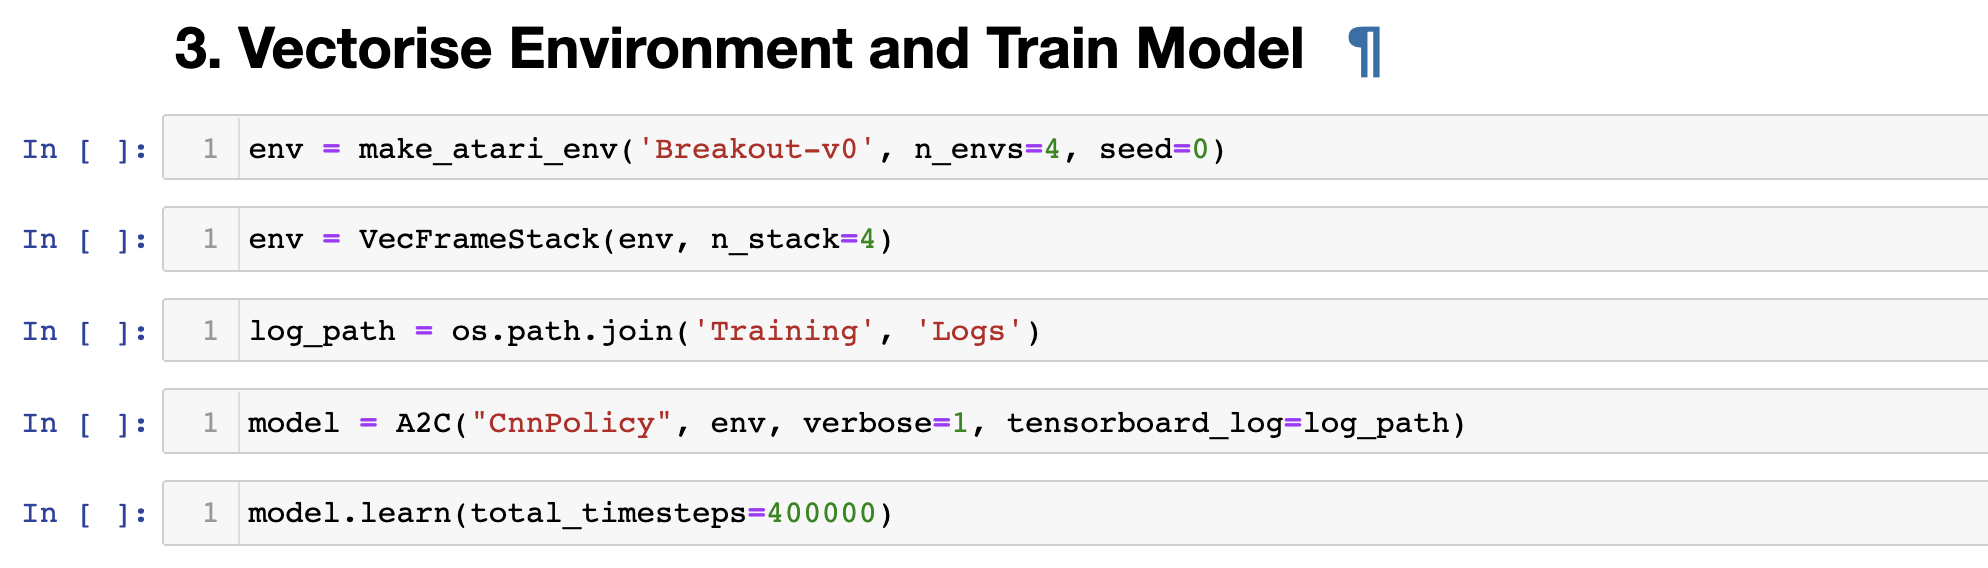 3. Vectorise Environment and Train Model ¶
In [ ]: 1 env = make_atari_env('Breakout-v0', n_envs=4, seed=0)
In [ ]: 1 env = VecFrameStack(env, n_stack=4)
In [ ]: 1 log_path = os.path.join('Training', 'Logs')
In [ ]: 1 model = A2C("CnnPolicy", env, verbose=1, tensorboard_log=log_path)
In [ ]: 1 model.learn(total_timesteps=400000)